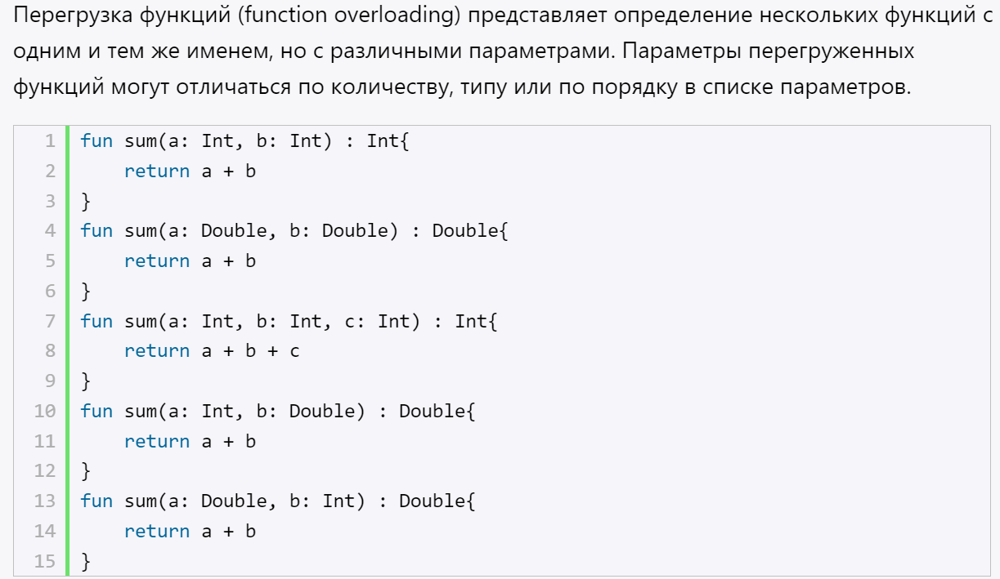 Перегрузка функций (function overloading) представляет определение нескольких функций с
одним и тем же именем, но с различными параметрами. Параметры перегруженных
функций могут отличаться по количеству, типу или по порядку в списке параметров.
1 fun sum(a: Int, b: Int) : Int{
2     return a + b
3 }
4 fun sum(a: Double, b: Double) : Double{
5     return a + b
6 }
7 fun sum(a: Int, b: Int, c: Int) : Int{
8     return a + b + c
9 }
10 fun sum(a: Int, b: Double) : Double{
11     return a + b
12 }
13 fun sum(a: Double, b: Int) : Double{
14     return a + b
15 }